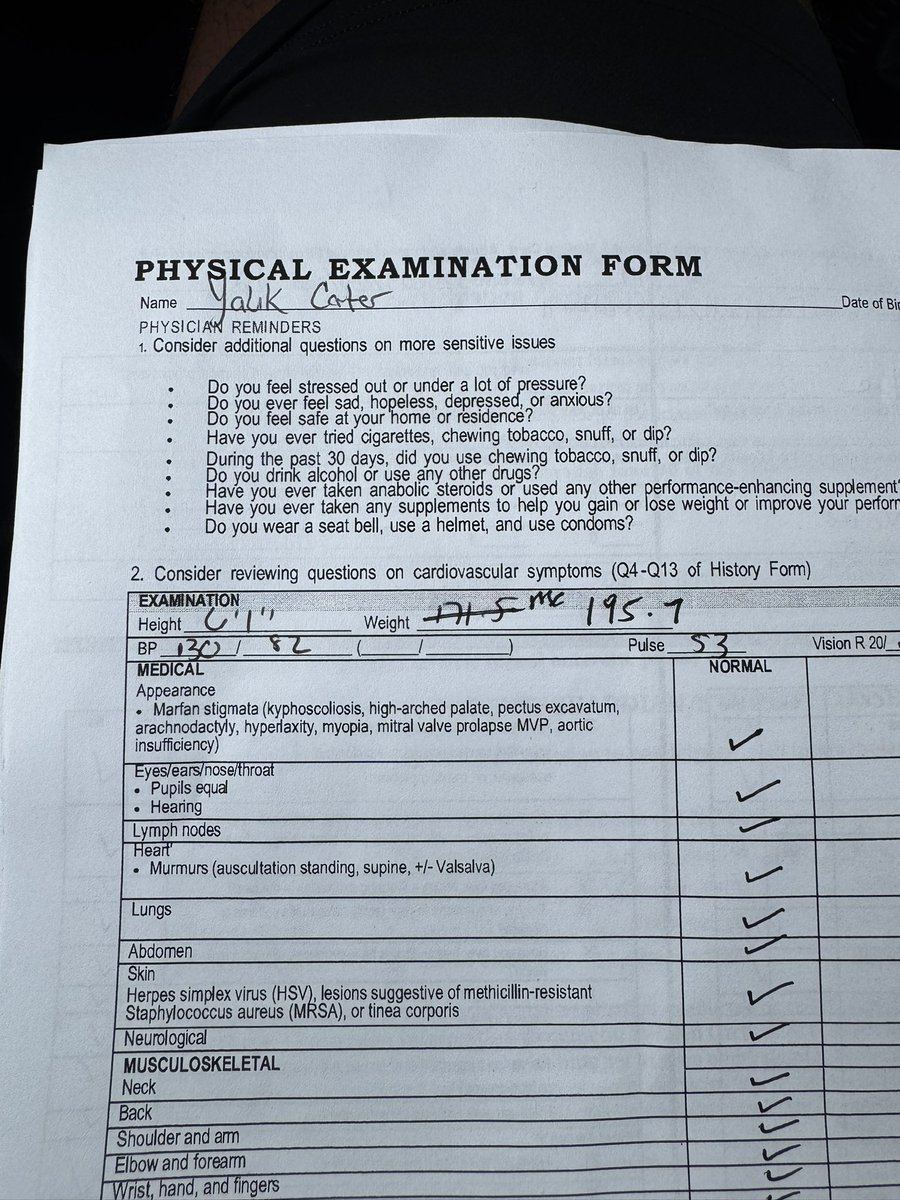 PHYSICAL EXAMINATION FORM
Name Malik Cater Date of Bir
PHYSICIAN REMINDERS
1. Consider additional questions on more sensitive issues
• Do you feel stressed out or under a lot of pressure?
• Do you ever feel sad, hopeless, depressed, or anxious?
• Do you feel safe at your home or residence?
• Have you ever tried cigarettes, chewing tobacco, snuff, or dip?
• During the past 30 days, did you use chewing tobacco, snuff, or dip?
• Do you drink alcohol or use any other drugs?
• Have you ever taken anabolic steroids or used any other performance-enhancing supplement?
• Have you ever taken any supplements to help you gain or lose weight or improve your perfor
• Do you wear a seat bell, use a helmet, and use condoms?
2. Consider reviewing questions on cardiovascular symptoms (Q4-Q13 of History Form)
EXAMINATION
Height 6'1" Weight 171.5 MC 195.7
BP 130 / 82 ( / ) Pulse 53 Vision R 20/
MEDICAL NORMAL
Appearance
• Marfan stigmata (kyphoscoliosis, high-arched palate, pectus excavatum,
arachnodactyly, hyperlaxity, myopia, mitral valve prolapse MVP, aortic
insufficiency) ✓
Eyes/ears/nose/throat
• Pupils equal ✓
• Hearing
Lymph nodes ✓
Heart
• Murmurs (auscultation standing, supine, +/- Valsalva) ✓
Lungs ✓
Abdomen ✓
Skin
Herpes simplex virus (HSV), lesions suggestive of methicillin-resistant ✓
Staphylococcus aureus (MRSA), or tinea corporis
Neurological ✓
MUSCULOSKELETAL
Neck ✓
Back ✓
Shoulder and arm ✓
Elbow and forearm ✓
Wrist, hand, and fingers ✓